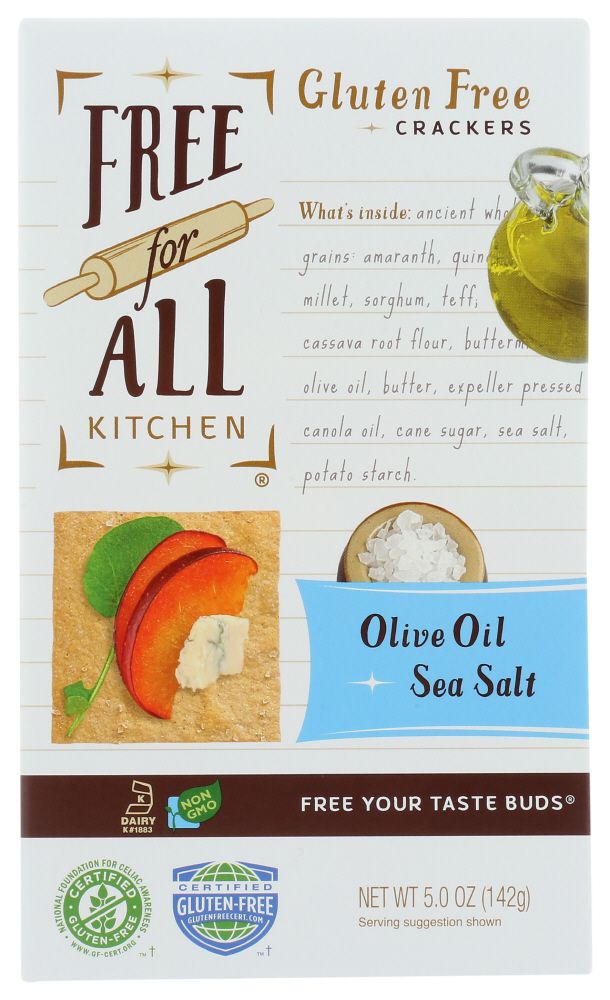 FREE
for
ALL
KITCHEN
®
Gluten Free
CRACKERS
What's inside: ancient
grains: amaranth,
millet, sorghum, teff,
cassava root flour,
olive oil, butter, expeller pressed
canola oil, cane sugar, sea salt,
potato starch.
Olive Oil
Sea Salt
K
DAIRY
K#1883
NON
GMO
FREE YOUR TASTE BUDS®
NATIONAL FOUNDATION FOR CELIAC AWARENESS
CERTIFIED
GLUTEN-FREE
WWW.GF-CERT.ORG
™†
CERTIFIED
GLUTEN-FREE
GLUTENFREECERT.COM
™†
NET WT 5.0 OZ (142g)
Serving suggestion shown